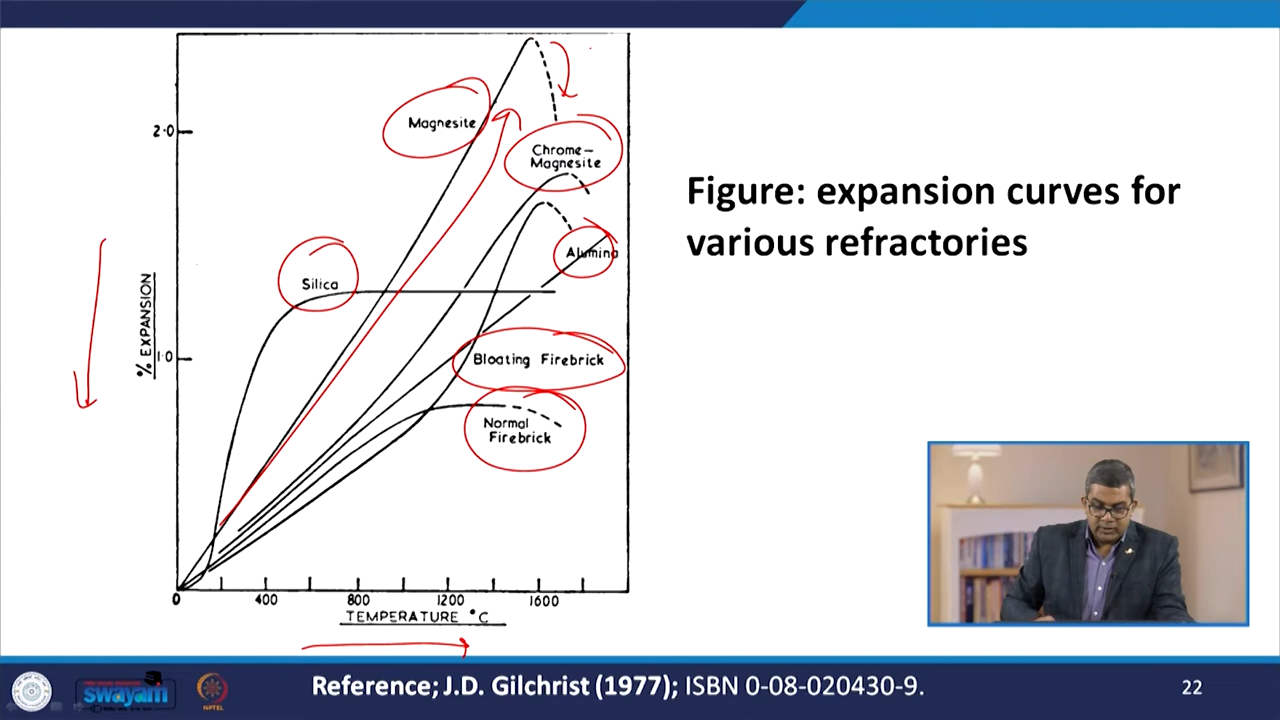 2.0
1.0
% EXPANSION
Magnesite
Chrome-
Magnesite
Silica
Alumina
Bloating Firebrick
Normal
Firebrick
0
400
800
1200
1600
TEMPERATURE °C
Figure: expansion curves for
various refractories
swayam
NPTEL
Reference; J.D. Gilchrist (1977); ISBN 0-08-020430-9.
22